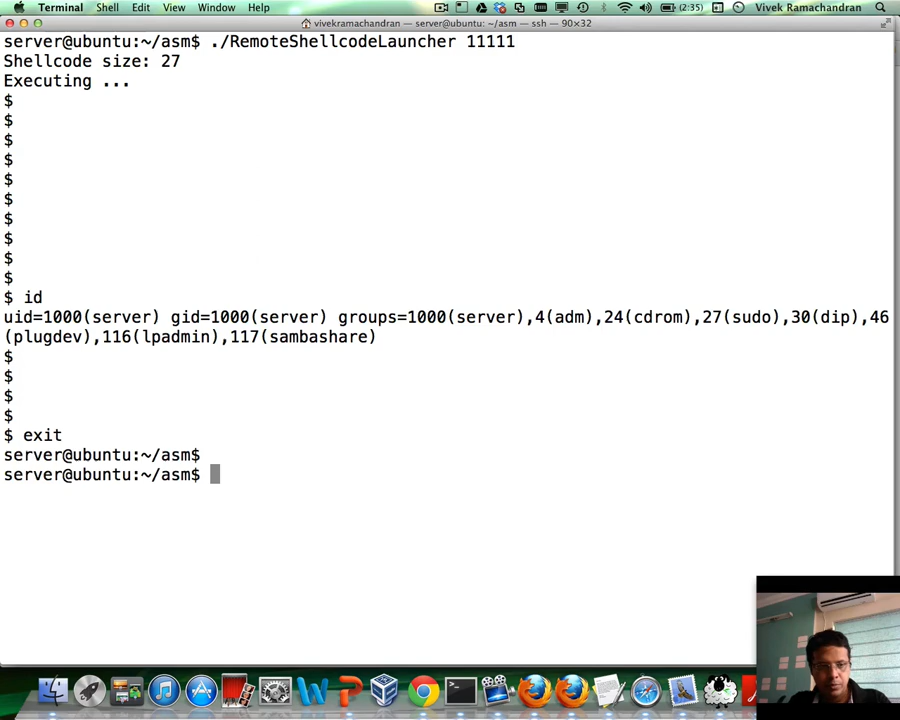 Terminal Shell Edit View Window Help (2:35) Vivek Ramachandran
vivekramachandran — server@ubuntu: ~/asm — ssh — 90×32
server@ubuntu:~/asm$ ./RemoteShellcodeLauncher 11111
Shellcode size: 27
Executing ...
$
$
$
$
$
$
$
$
$
$
$ id
uid=1000(server) gid=1000(server) groups=1000(server),4(adm),24(cdrom),27(sudo),30(dip),46
(plugdev),116(lpadmin),117(sambashare)
$
$
$
$
$ exit
server@ubuntu:~/asm$
server@ubuntu:~/asm$